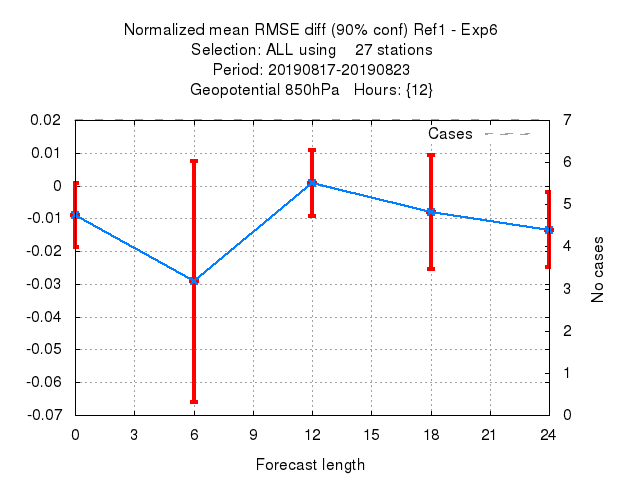 Normalized mean RMSE diff (90% conf) Ref1 - Exp6
Selection: ALL using    27 stations
Period: 20190817-20190823
Geopotential 850hPa   Hours: {12}
Cases
0.02
0.01
0
-0.01
-0.02
-0.03
-0.04
-0.05
-0.06
-0.07
7
6
5
4
3
2
1
0
No cases
0 3 6 9 12 15 18 21 24
Forecast length